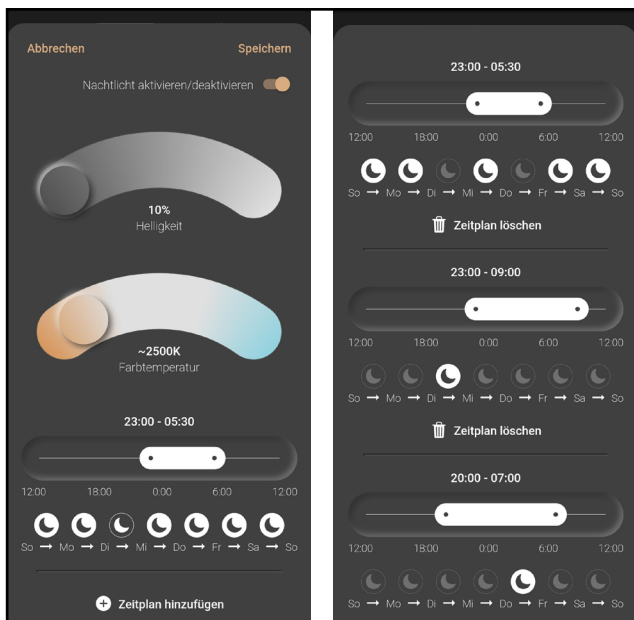 Abbrechen Speichern
Nachtlicht aktivieren/deaktivieren
10%
Helligkeit
~2500K
Farbtemperatur
23:00 - 05:30
12:00 18:00 0:00 6:00 12:00
So → Mo → Di → Mi → Do → Fr → Sa → So
Zeitplan hinzufügen
23:00 - 05:30
12:00 18:00 0:00 6:00 12:00
So → Mo → Di → Mi → Do → Fr → Sa → So
Zeitplan löschen
23:00 - 09:00
12:00 18:00 0:00 6:00 12:00
So → Mo → Di → Mi → Do → Fr → Sa → So
Zeitplan löschen
20:00 - 07:00
12:00 18:00 0:00 6:00 12:00
So → Mo → Di → Mi → Do → Fr → Sa → So